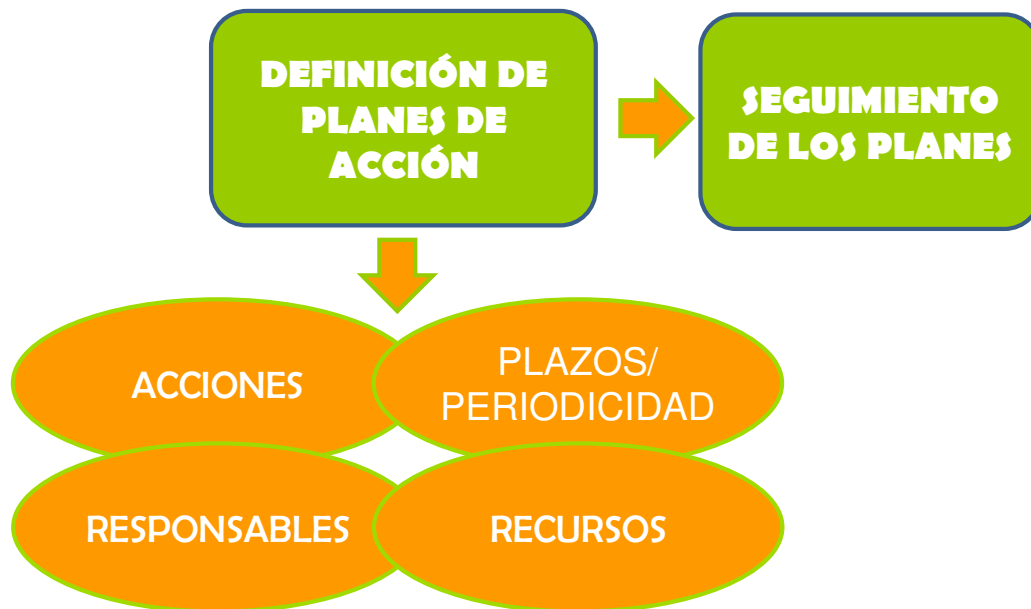 DEFINICIÓN DE
PLANES DE
ACCIÓN
SEGUIMIENTO
DE LOS PLANES
ACCIONES
PLAZOS/
PERIODICIDAD
RESPONSABLES
RECURSOS